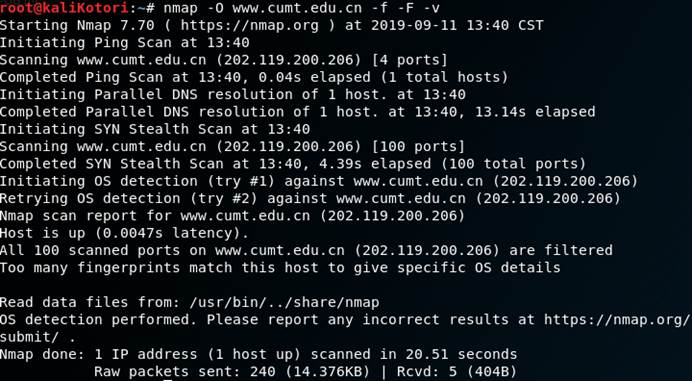 root@kaliKotori:~# nmap -O www.cumt.edu.cn -f -F -v
Starting Nmap 7.70 ( https://nmap.org ) at 2019-09-11 13:40 CST
Initiating Ping Scan at 13:40
Scanning www.cumt.edu.cn (202.119.200.206) [4 ports]
Completed Ping Scan at 13:40, 0.04s elapsed (1 total hosts)
Initiating Parallel DNS resolution of 1 host. at 13:40
Completed Parallel DNS resolution of 1 host. at 13:40, 13.14s elapsed
Initiating SYN Stealth Scan at 13:40
Scanning www.cumt.edu.cn (202.119.200.206) [100 ports]
Completed SYN Stealth Scan at 13:40, 4.39s elapsed (100 total ports)
Initiating OS detection (try #1) against www.cumt.edu.cn (202.119.200.206)
Retrying OS detection (try #2) against www.cumt.edu.cn (202.119.200.206)
Nmap scan report for www.cumt.edu.cn (202.119.200.206)
Host is up (0.0047s latency).
All 100 scanned ports on www.cumt.edu.cn (202.119.200.206) are filtered
Too many fingerprints match this host to give specific OS details
Read data files from: /usr/bin/../share/nmap
OS detection performed. Please report any incorrect results at https://nmap.org/
submit/ .
Nmap done: 1 IP address (1 host up) scanned in 20.51 seconds
Raw packets sent: 240 (14.376KB) | Rcvd: 5 (404B)